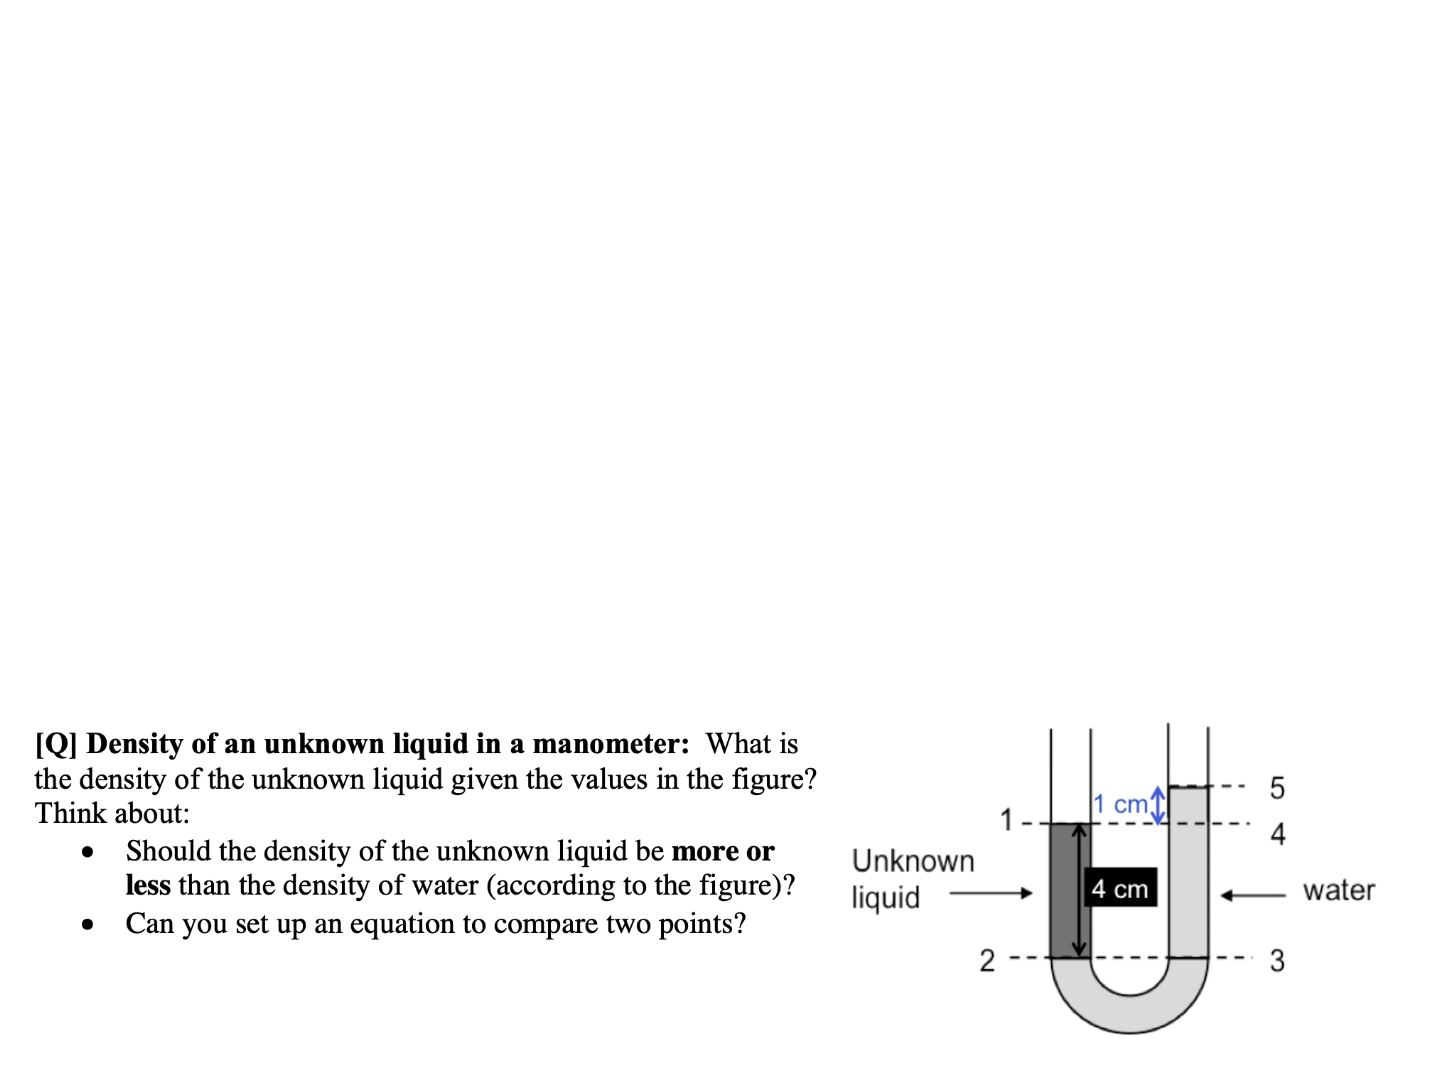 [Q] Density of an unknown liquid in a manometer: What is
the density of the unknown liquid given the values in the figure?
Think about:
• Should the density of the unknown liquid be more or
less than the density of water (according to the figure)?
• Can you set up an equation to compare two points?
5
1 cm
1
4
Unknown
liquid
4 cm
water
2
3